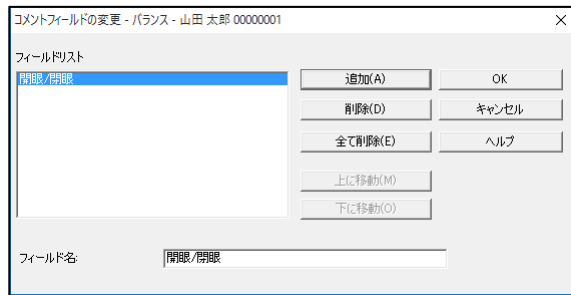 コメントフィールドの変更 - バランス - 山田 太郎 00000001
フィールドリスト
開眼/閉眼
追加(A)
OK
削除(D)
キャンセル
全て削除(E)
ヘルプ
上に移動(M)
下に移動(O)
フィールド名:
開眼/閉眼